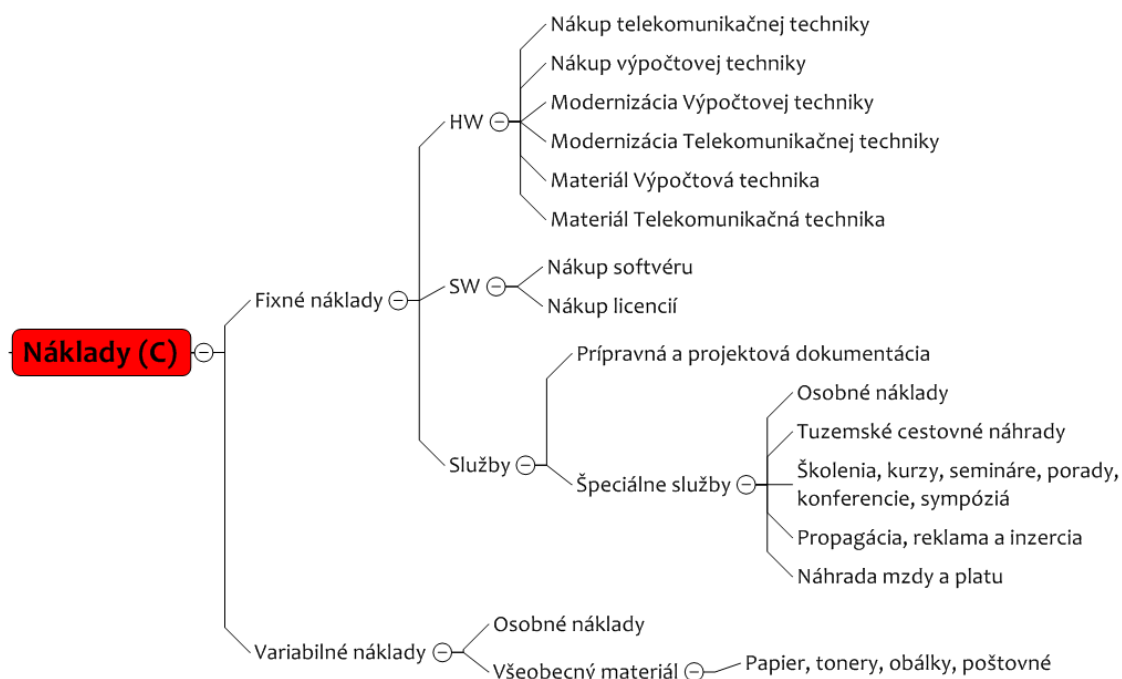 Náklady (C)
Fixné náklady
HW
Nákup telekomunikačnej techniky
Nákup výpočtovej techniky
Modernizácia Výpočtovej techniky
Modernizácia Telekomunikačnej techniky
Materiál Výpočtová technika
Materiál Telekomunikačná technika
SW
Nákup softvéru
Nákup licencií
Služby
Prípravná a projektová dokumentácia
Špeciálne služby
Osobné náklady
Tuzemské cestovné náhrady
Školenia, kurzy, semináre, porady,
konferencie, sympóziá
Propagácia, reklama a inzercia
Náhrada mzdy a platu
Variabilné náklady
Osobné náklady
Všeobecný materiál
Papier, tonery, obálky, poštovné